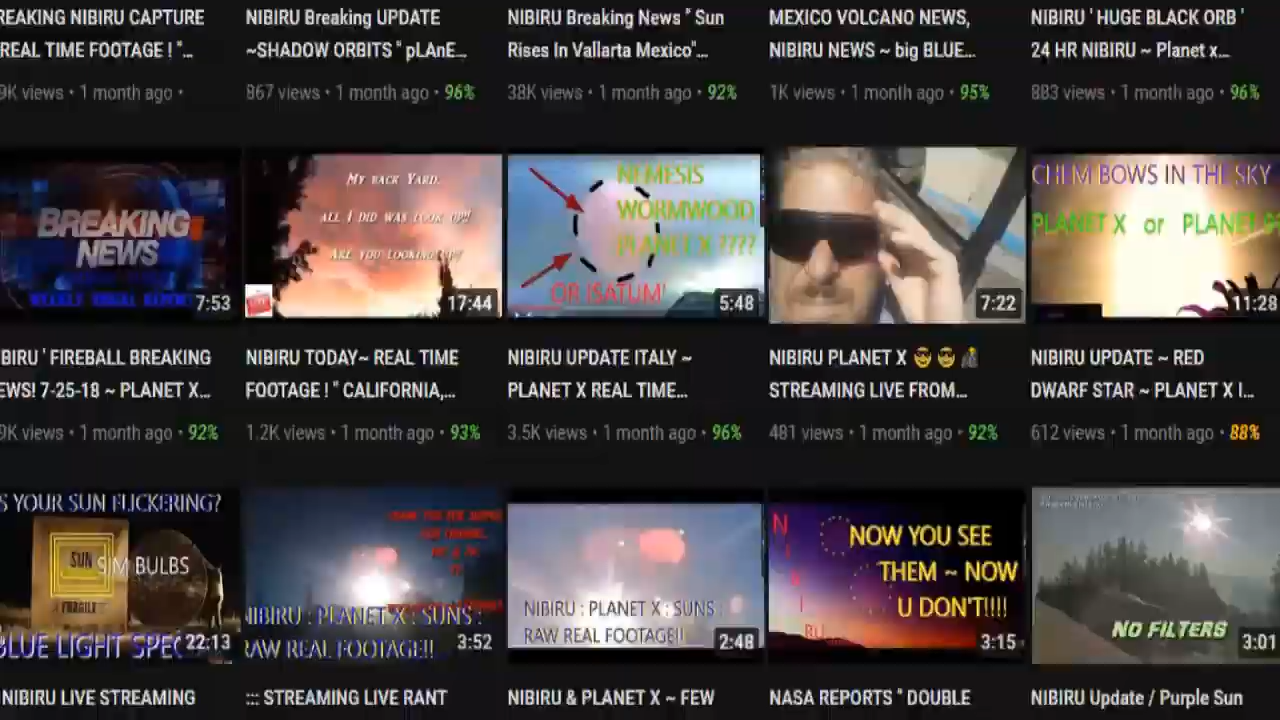 REAKING NIBIRU CAPTURE
REAL TIME FOOTAGE ! "...
9K views • 1 month ago •
NIBIRU Breaking UPDATE
~SHADOW ORBITS " pLAnE...
867 views • 1 month ago • 96%
NIBIRU Breaking News " Sun
Rises In Vallarta Mexico"...
38K views • 1 month ago • 92%
MEXICO VOLCANO NEWS,
NIBIRU NEWS ~ big BLUE...
1K views • 1 month ago • 95%
NIBIRU ' HUGE BLACK ORB '
24 HR NIBIRU ~ Planet x...
883 views • 1 month ago • 96%
BREAKING
NEWS
7:53
My back Yard.
all I did was look up!!
Are you looking up?
17:44
NEMESIS
WORMWOOD
PLANET X ????
OR ISATUM'
5:48
7:22
CHEM BOWS IN THE SKY
PLANET X or PLANET 9?
11:28
BIRU ' FIREBALL BREAKING
EWS! 7-25-18 ~ PLANET X...
9K views • 1 month ago • 92%
NIBIRU TODAY~ REAL TIME
FOOTAGE ! " CALIFORNIA,...
1.2K views • 1 month ago • 93%
NIBIRU UPDATE ITALY ~
PLANET X REAL TIME...
3.5K views • 1 month ago • 96%
NIBIRU PLANET X 😎 😎
STREAMING LIVE FROM...
481 views • 1 month ago • 92%
NIBIRU UPDATE ~ RED
DWARF STAR ~ PLANET X I...
612 views • 1 month ago • 88%
S YOUR SUN FLICKERING?
SUN
SIM BULBS
FRAGILE
BLUE LIGHT SPEC
22:13
NIBIRU : PLANET X : SUNS :
RAW REAL FOOTAGE!!
3:52
NIBIRU : PLANET X : SUNS :
RAW REAL FOOTAGE!!
2:48
NOW YOU SEE
THEM ~ NOW
U DON'T!!!!
3:15
NO FILTERS
3:01
NIBIRU LIVE STREAMING
::: STREAMING LIVE RANT
NIBIRU & PLANET X ~ FEW
NASA REPORTS " DOUBLE
NIBIRU Update / Purple Sun